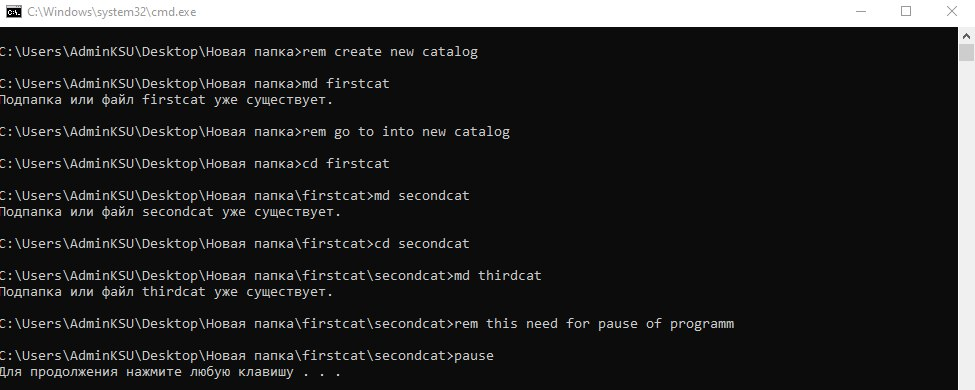 C:\Windows\system32\cmd.exe
C:\Users\AdminKSU\Desktop\Новая папка>rem create new catalog
C:\Users\AdminKSU\Desktop\Новая папка>md firstcat
Подпапка или файл firstcat уже существует.
C:\Users\AdminKSU\Desktop\Новая папка>rem go to into new catalog
C:\Users\AdminKSU\Desktop\Новая папка>cd firstcat
C:\Users\AdminKSU\Desktop\Новая папка\firstcat>md secondcat
Подпапка или файл secondcat уже существует.
C:\Users\AdminKSU\Desktop\Новая папка\firstcat>cd secondcat
C:\Users\AdminKSU\Desktop\Новая папка\firstcat\secondcat>md thirdcat
Подпапка или файл thirdcat уже существует.
C:\Users\AdminKSU\Desktop\Новая папка\firstcat\secondcat>rem this need for pause of programm
C:\Users\AdminKSU\Desktop\Новая папка\firstcat\secondcat>pause
Для продолжения нажмите любую клавишу . . .